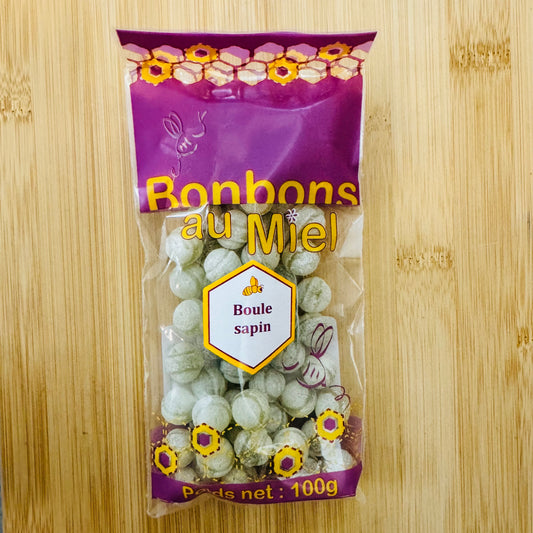 Bonbons
au Miel
Boule
sapin
Poids net : 100g